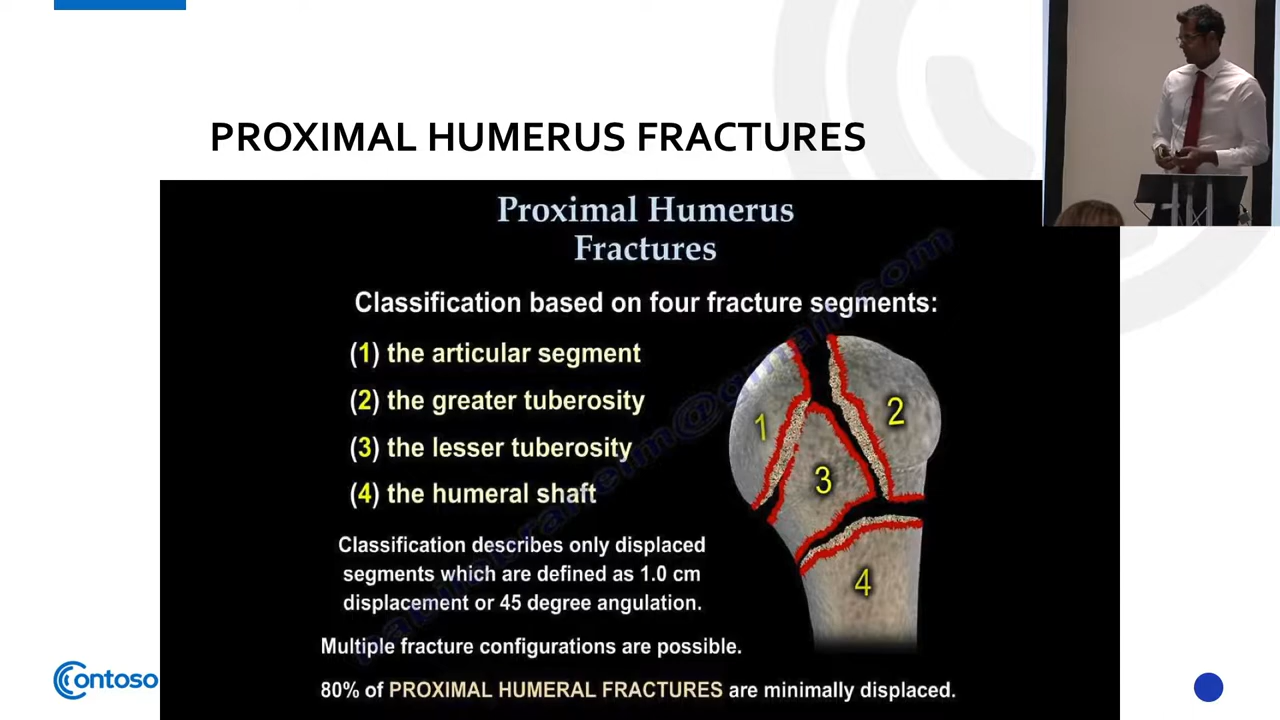 PROXIMAL HUMERUS FRACTURES
Proximal Humerus
Fractures
Classification based on four fracture segments:
(1) the articular segment
(2) the greater tuberosity
(3) the lesser tuberosity
(4) the humeral shaft
1
2
3
4
Classification describes only displaced
segments which are defined as 1.0 cm
displacement or 45 degree angulation.
Multiple fracture configurations are possible.
80% of PROXIMAL HUMERAL FRACTURES are minimally displaced.
Contoso